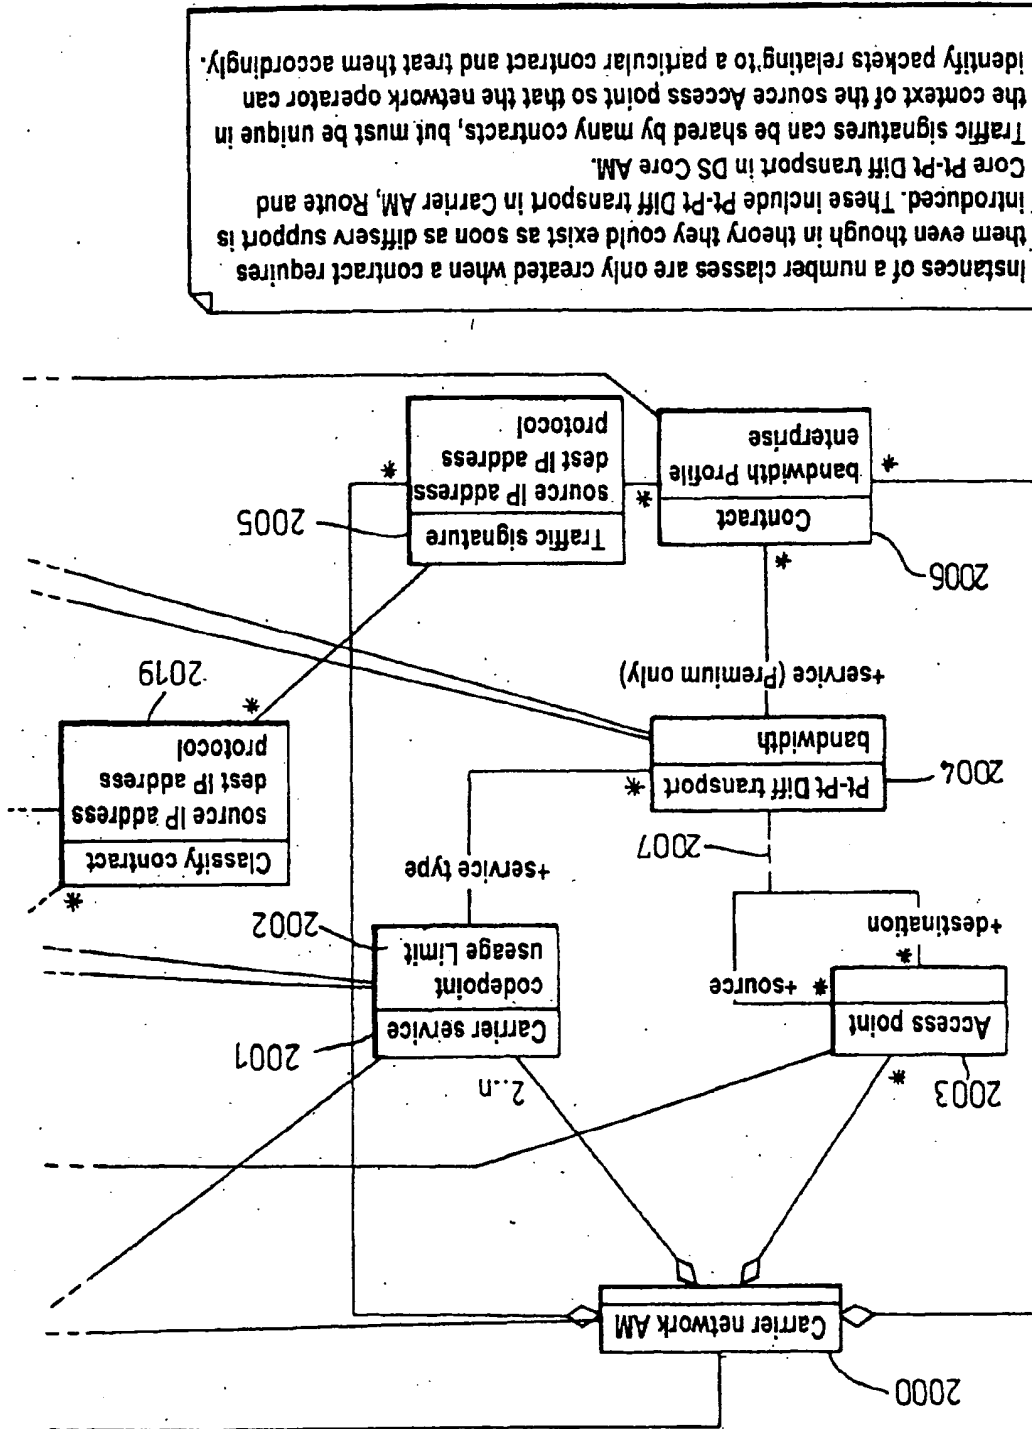 2000
Carrier network AM
2..n
2003
Access point
*
+source
*
+destination
*
2001
Carrier service
codepoint
useage Limit
2002
+service type
*
Classify contract
source IP address
dest IP address
protocol
2019
*
2007
2004
Pt-Pt Diff transport
bandwidth
*
+service (Premium only)
*
2006
Contract
bandwidth Profile
enterprise
*
*
2005
Traffic signature
source IP address
dest IP address
protocol
*
Instances of a number classes are only created when a contract requires
them even though in theory they could exist as soon as diffserv support is
introduced. These include Pt-Pt Diff transport in Carrier AM, Route and
Core Pt-Pt Diff transport in DS Core AM.
Traffic signatures can be shared by many contracts, but must be unique in
the context of the source Access point so that the network operator can
identify packets relating to a particular contract and treat them accordingly.